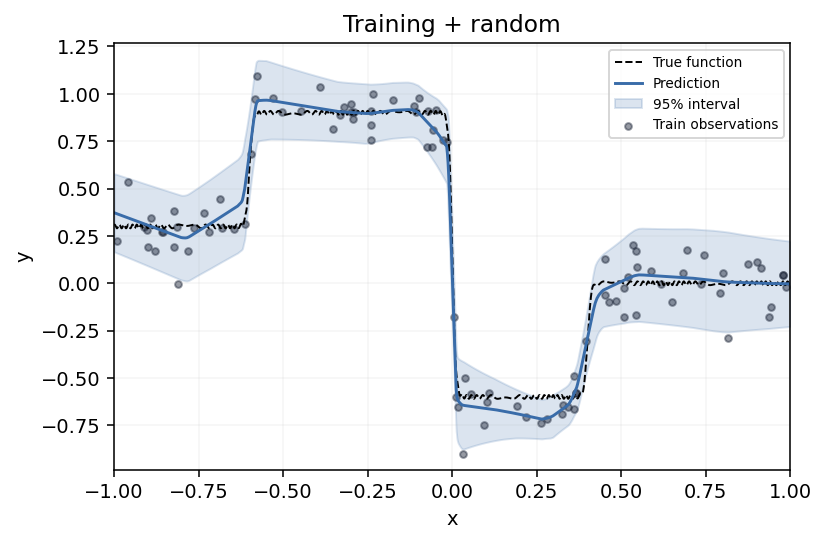 Training + random
1.25
1.00
0.75
0.50
0.25
0.00
−0.25
−0.50
−0.75
y
−1.00 −0.75 −0.50 −0.25 0.00 0.25 0.50 0.75 1.00
x
True function
Prediction
95% interval
Train observations